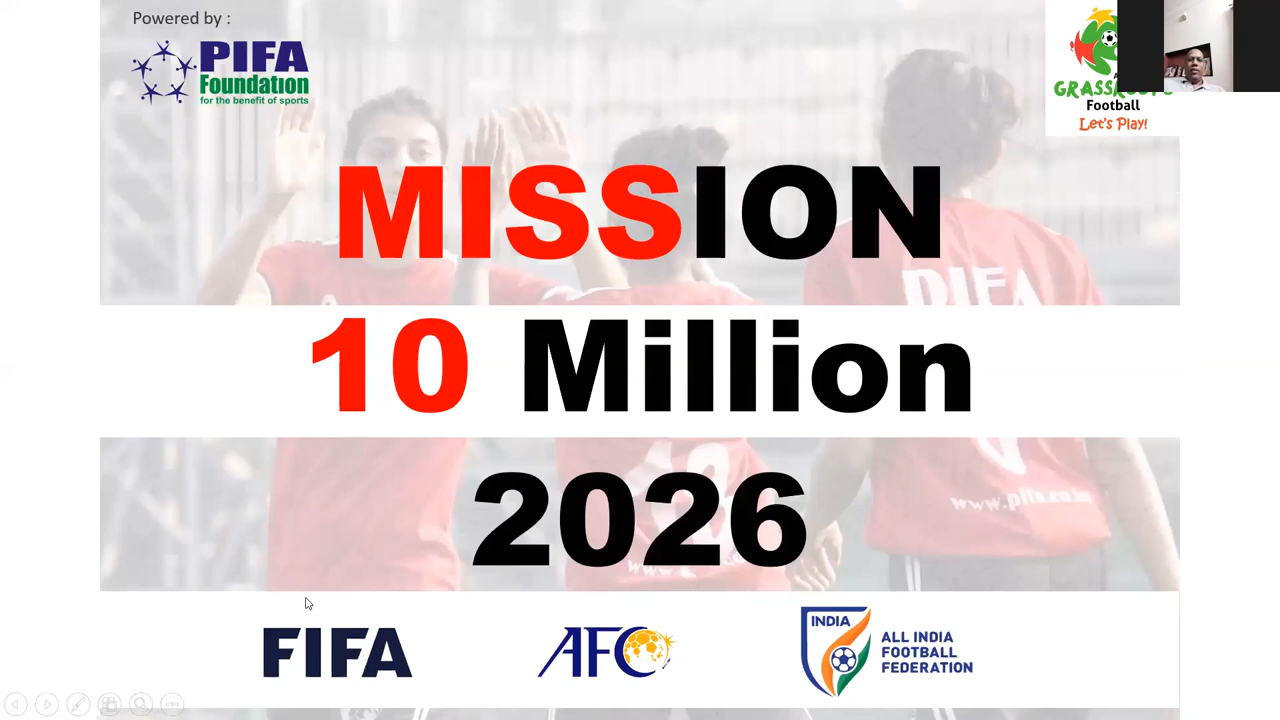 Powered by :
PIFA
Foundation
for the benefit of sports
Football
Let's Play!
MISSION
PIFA
10 Million
2026
FIFA
AFC
INDIA
ALL INDIA
FOOTBALL
FEDERATION